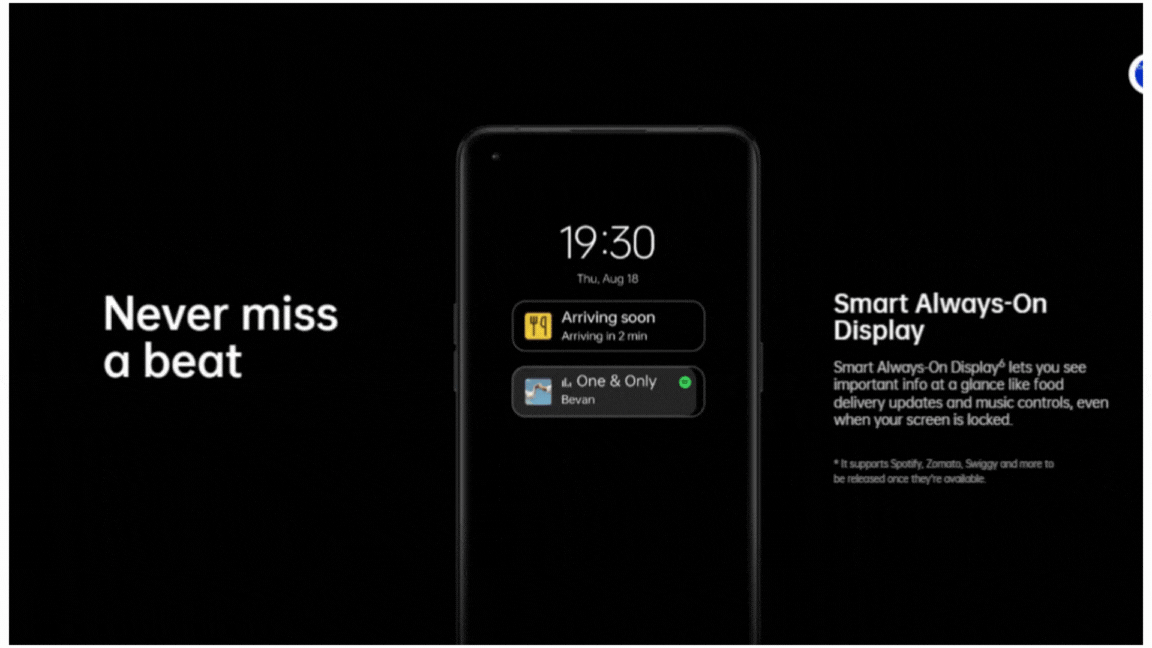 Never miss
a beat
19:30
Thu, Aug 18
Arriving soon
Arriving in 2 min
One & Only
Bevan
Smart Always-On
Display
Smart Always-On Display⁶ lets you see
important info at a glance like food
delivery updates and music controls, even
when your screen is locked.
* It supports Spotify, Zomato, Swiggy and more to
be released once they're available.